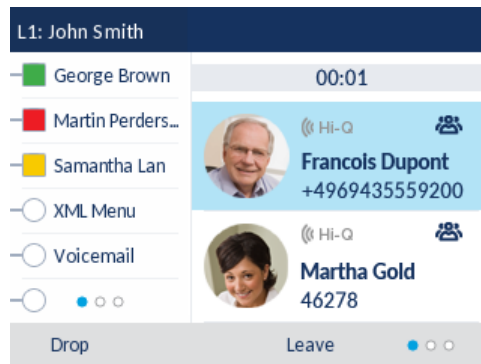 L1: John Smith
George Brown
Martin Perders...
Samantha Lan
XML Menu
Voicemail
00:01
Hi-Q
Francois Dupont
+4969435559200
Hi-Q
Martha Gold
46278
Drop
Leave